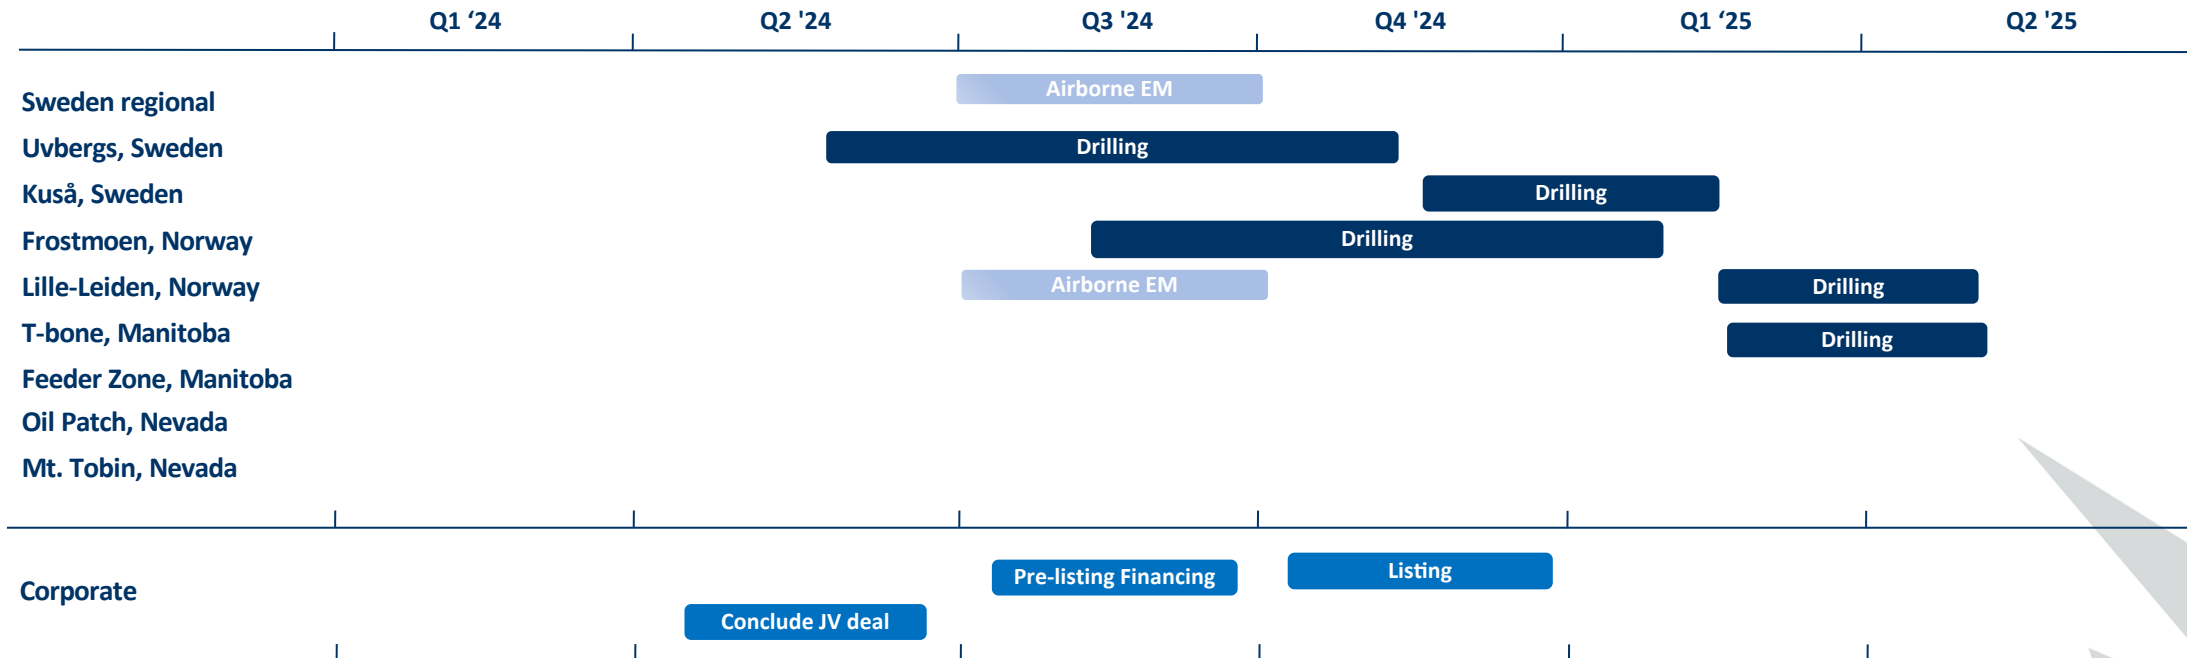 Q1 ‘24 Q2 '24 Q3 '24 Q4 '24 Q1 ‘25 Q2 '25
Sweden regional Airborne EM
Uvbergs, Sweden Drilling
Kuså, Sweden Drilling
Frostmoen, Norway Drilling
Lille-Leiden, Norway Airborne EM Drilling
T-bone, Manitoba Drilling
Feeder Zone, Manitoba
Oil Patch, Nevada
Mt. Tobin, Nevada
Corporate Pre-listing Financing Listing
Conclude JV deal